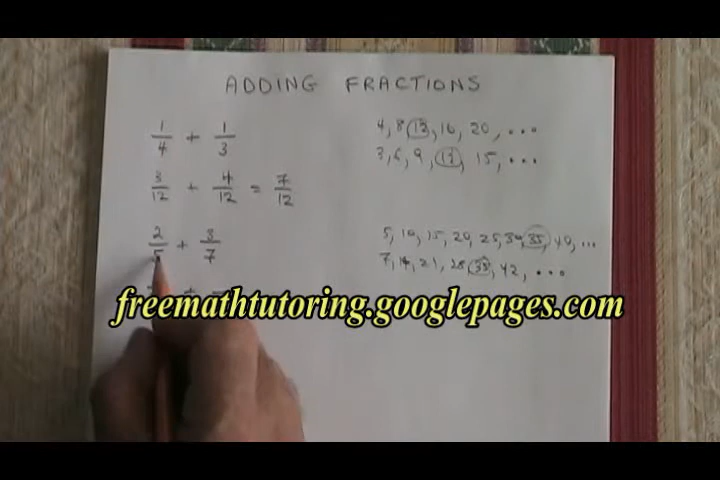 ADDING FRACTIONS
1/4 + 1/3
4, 8, 12, 16, 20, ...
3, 6, 9, 12, 15, ...
3/12 + 4/12 = 7/12
2/5 + 3/7
5, 10, 15, 20, 25, 30, 35, 40, ...
7, 14, 21, 28, 35, 42, ...
+
freemathtutoring.googlepages.com